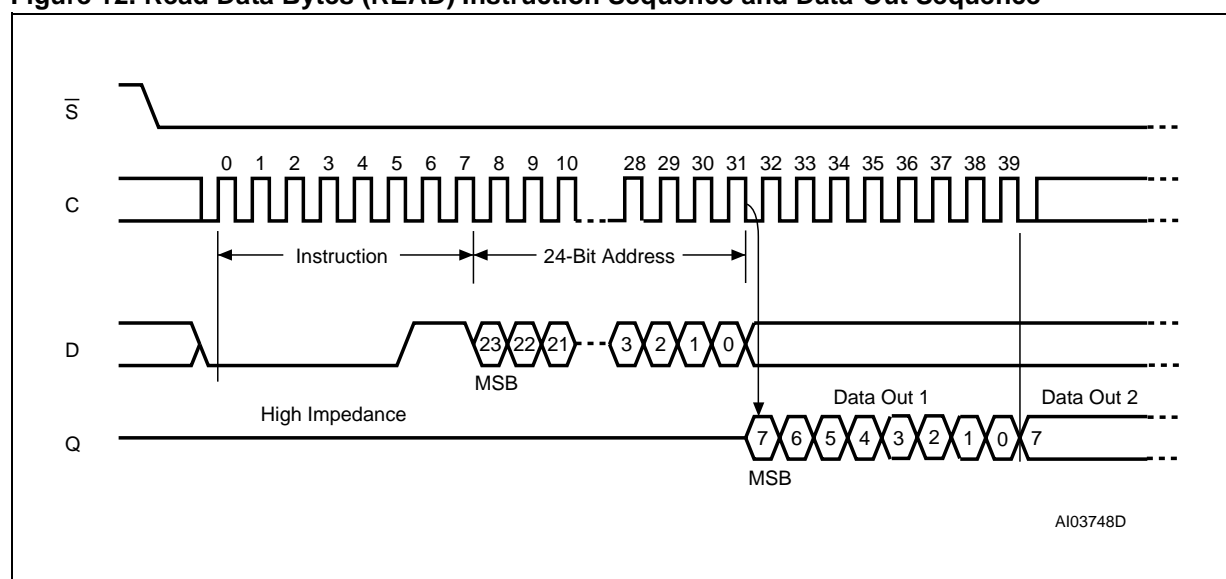 Figure 12. Read Data Bytes (READ) Instruction Sequence and Data-Out Sequence
S
0 1 2 3 4 5 6 7 8 9 10 28 29 30 31 32 33 34 35 36 37 38 39
C
Instruction 24-Bit Address
D
23 22 21 3 2 1 0
MSB
High Impedance
Data Out 1 Data Out 2
Q
7 6 5 4 3 2 1 0 7
MSB
AI03748D